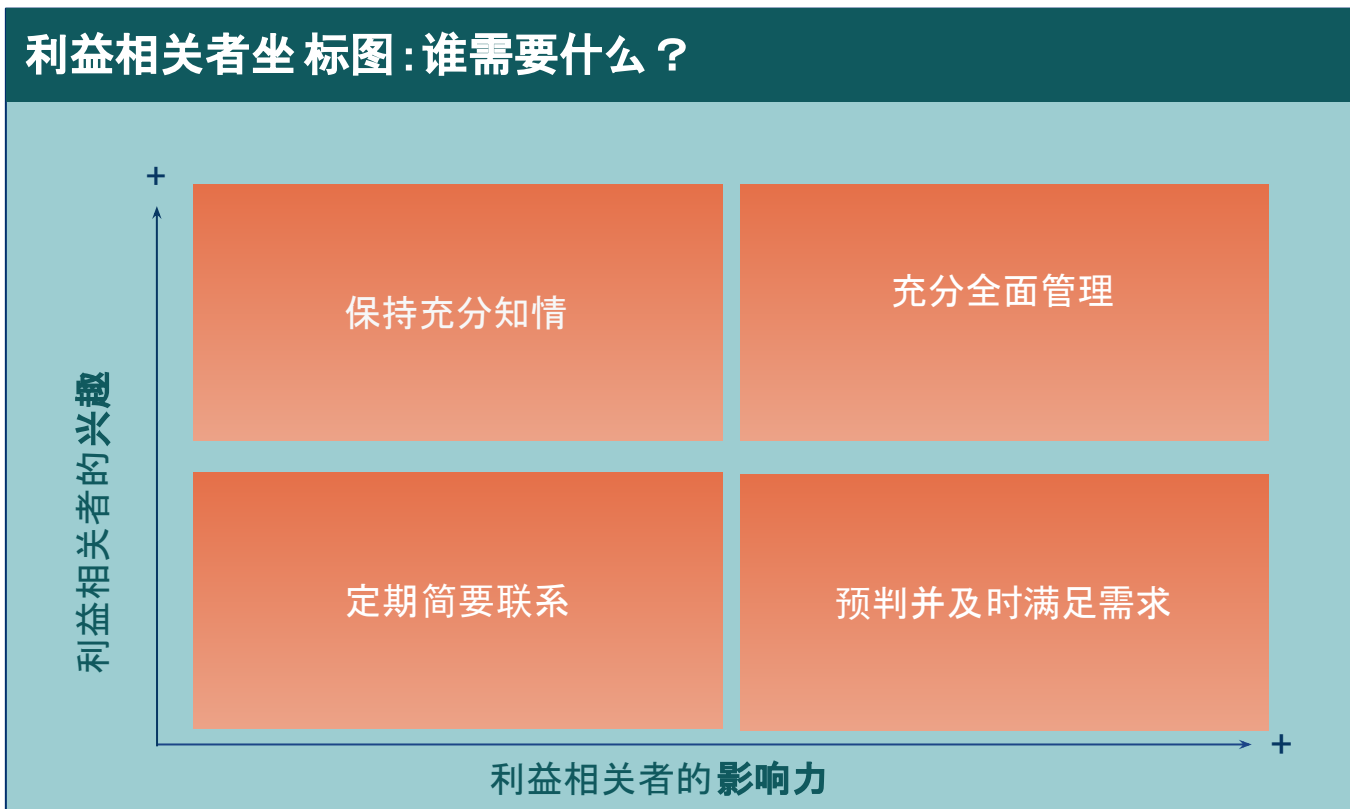 利益相关者坐标图：谁需要什么？
+
保持充分知情
充分全面管理
利益相关者的兴趣
定期简要联系
预判并及时满足需求
+
利益相关者的影响力